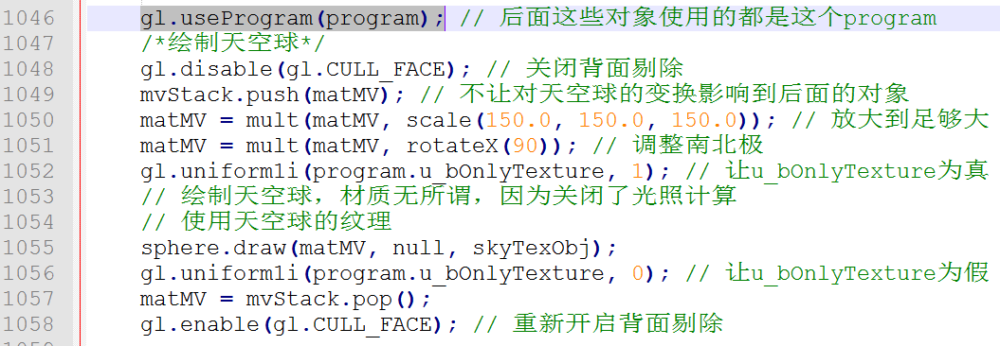 1046 gl.useProgram(program); // 后面这些对象使用的都是这个program
1047 /*绘制天空球*/
1048 gl.disable(gl.CULL_FACE); // 关闭背面剔除
1049 mvStack.push(matMV); // 不让对天空球的变换影响到后面的对象
1050 matMV = mult(matMV, scale(150.0, 150.0, 150.0)); // 放大到足够大
1051 matMV = mult(matMV, rotateX(90)); // 调整南北极
1052 gl.uniform1i(program.u_bOnlyTexture, 1); // 让u_bOnlyTexture为真
1053 // 绘制天空球，材质无所谓，因为关闭了光照计算
1054 // 使用天空球的纹理
1055 sphere.draw(matMV, null, skyTexObj);
1056 gl.uniform1i(program.u_bOnlyTexture, 0); // 让u_bOnlyTexture为假
1057 matMV = mvStack.pop();
1058 gl.enable(gl.CULL_FACE); // 重新开启背面剔除